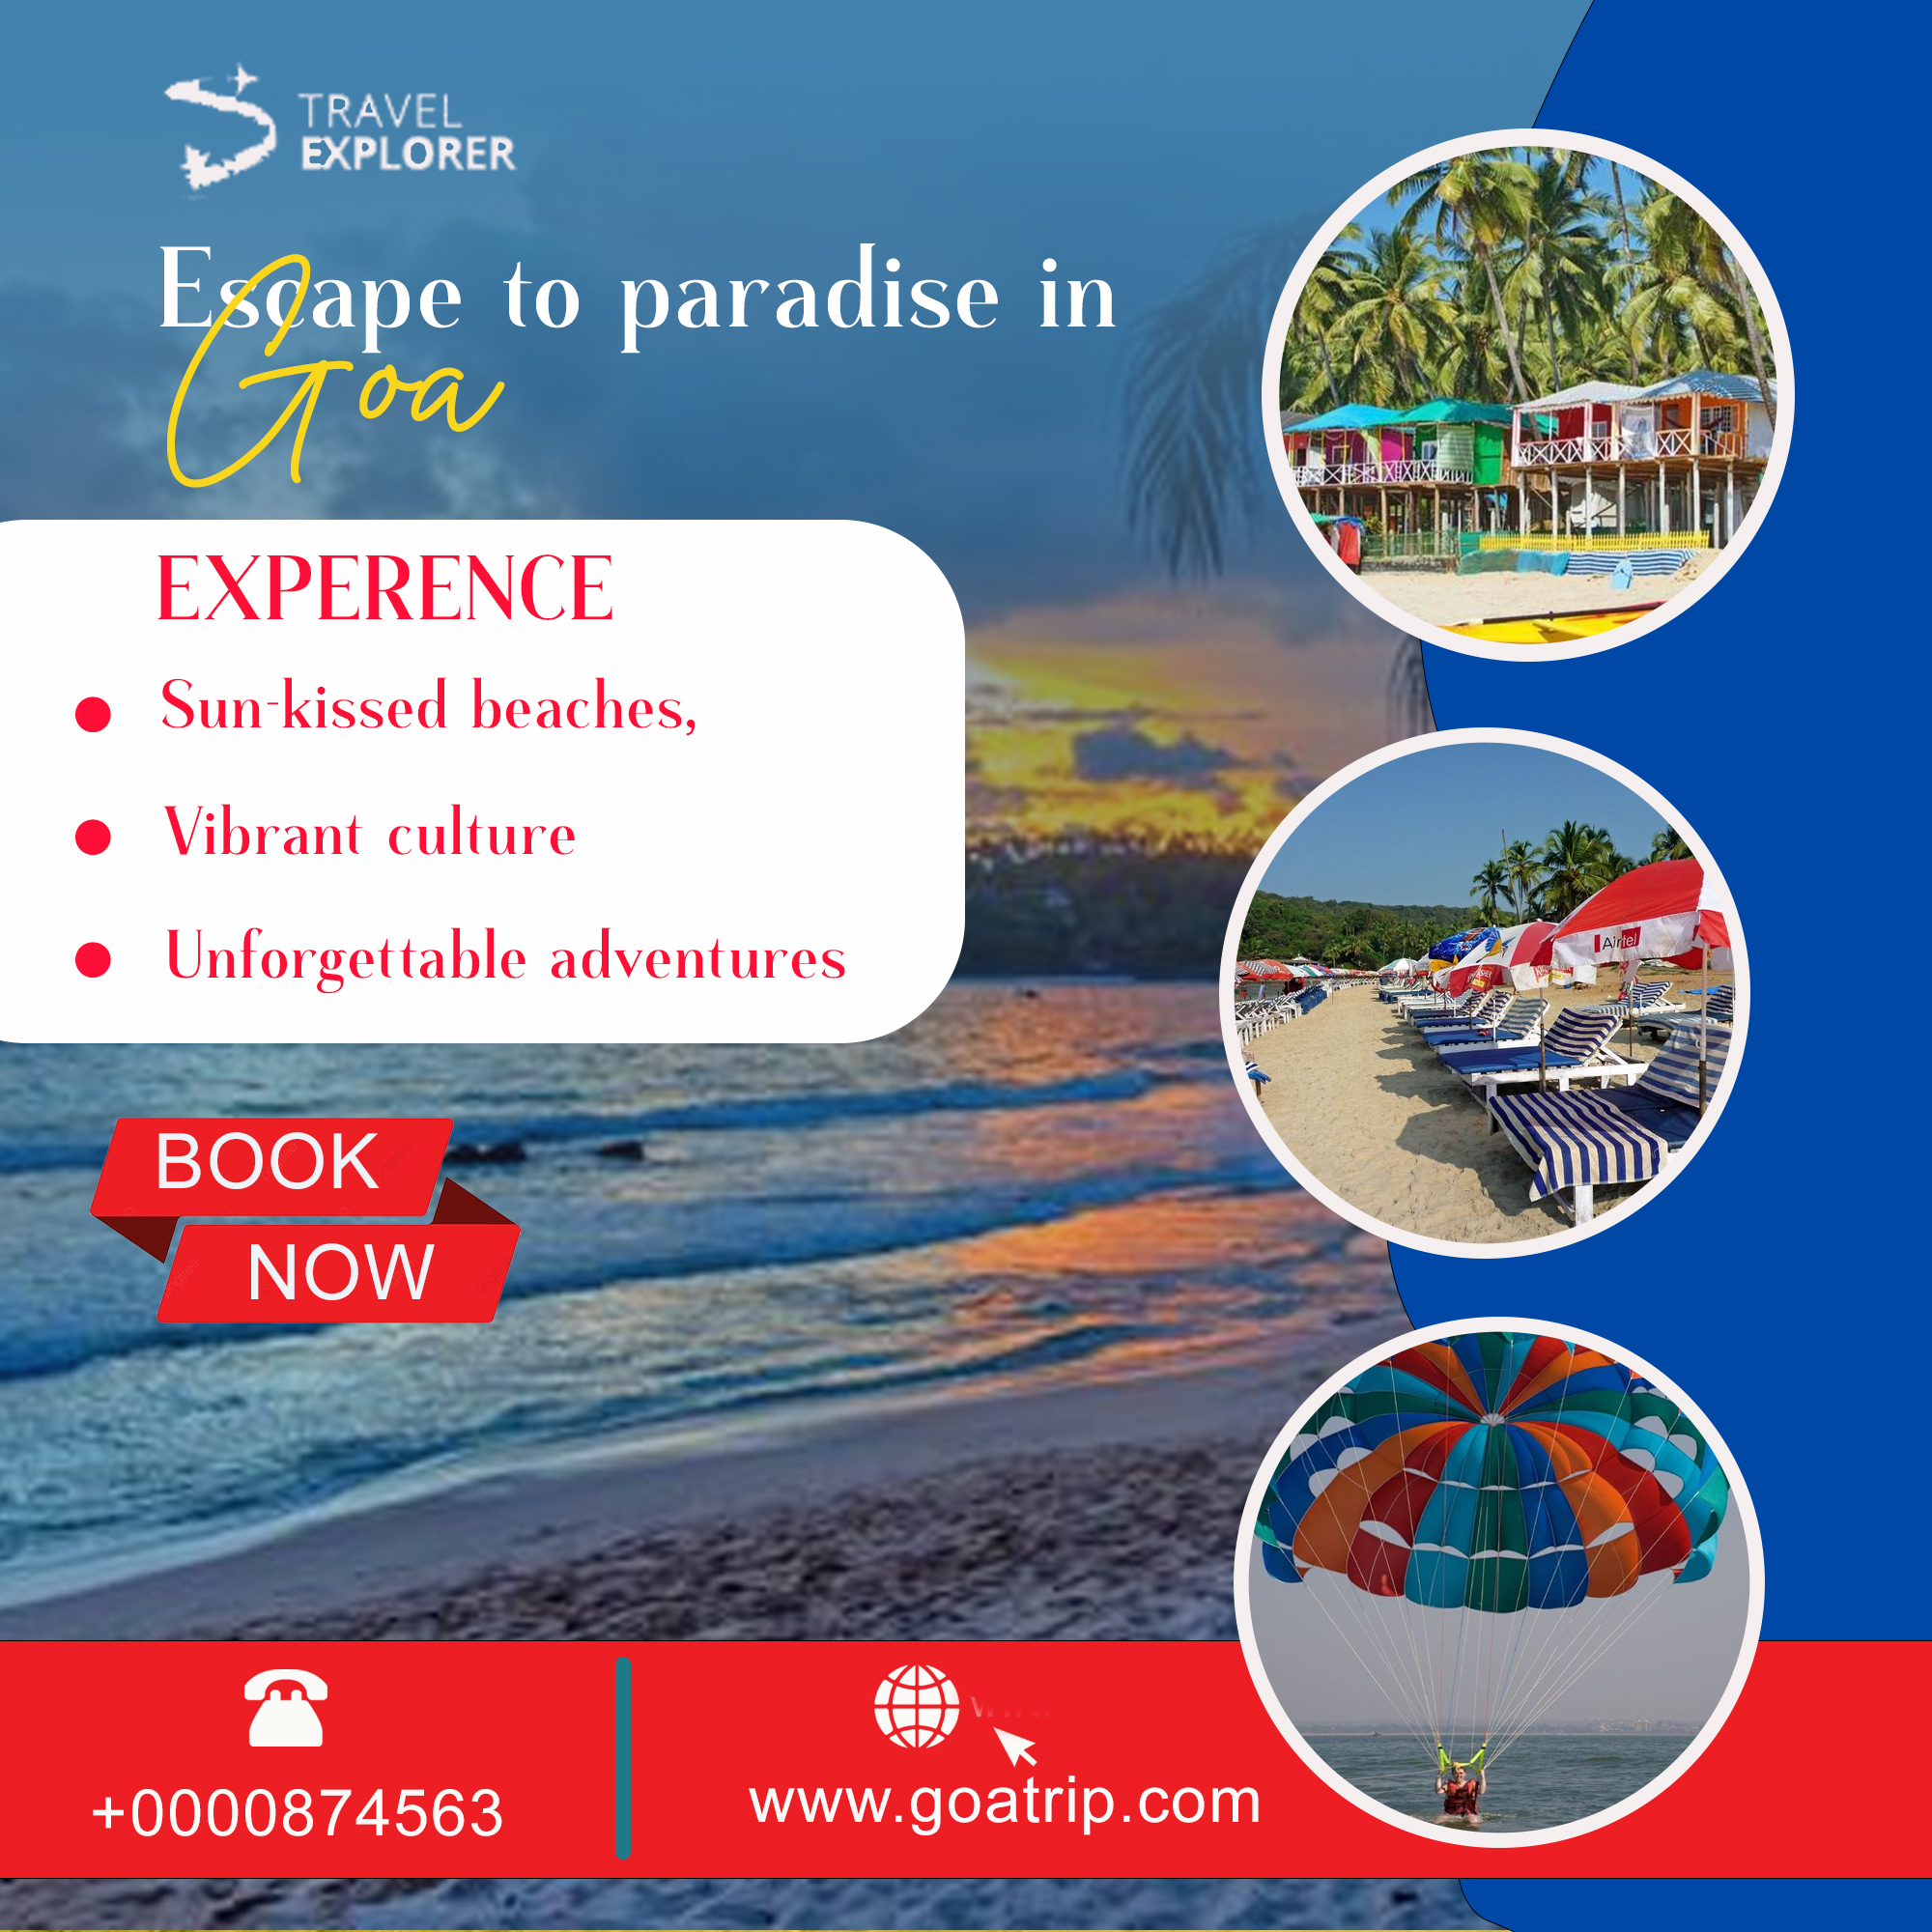 TRAVEL
EXPLORER
Escape to paradise in
Goa
EXPERENCE
Sun-kissed beaches,
Vibrant culture
Unforgettable adventures
BOOK
NOW
Airtel
+0000874563
www.goatrip.com